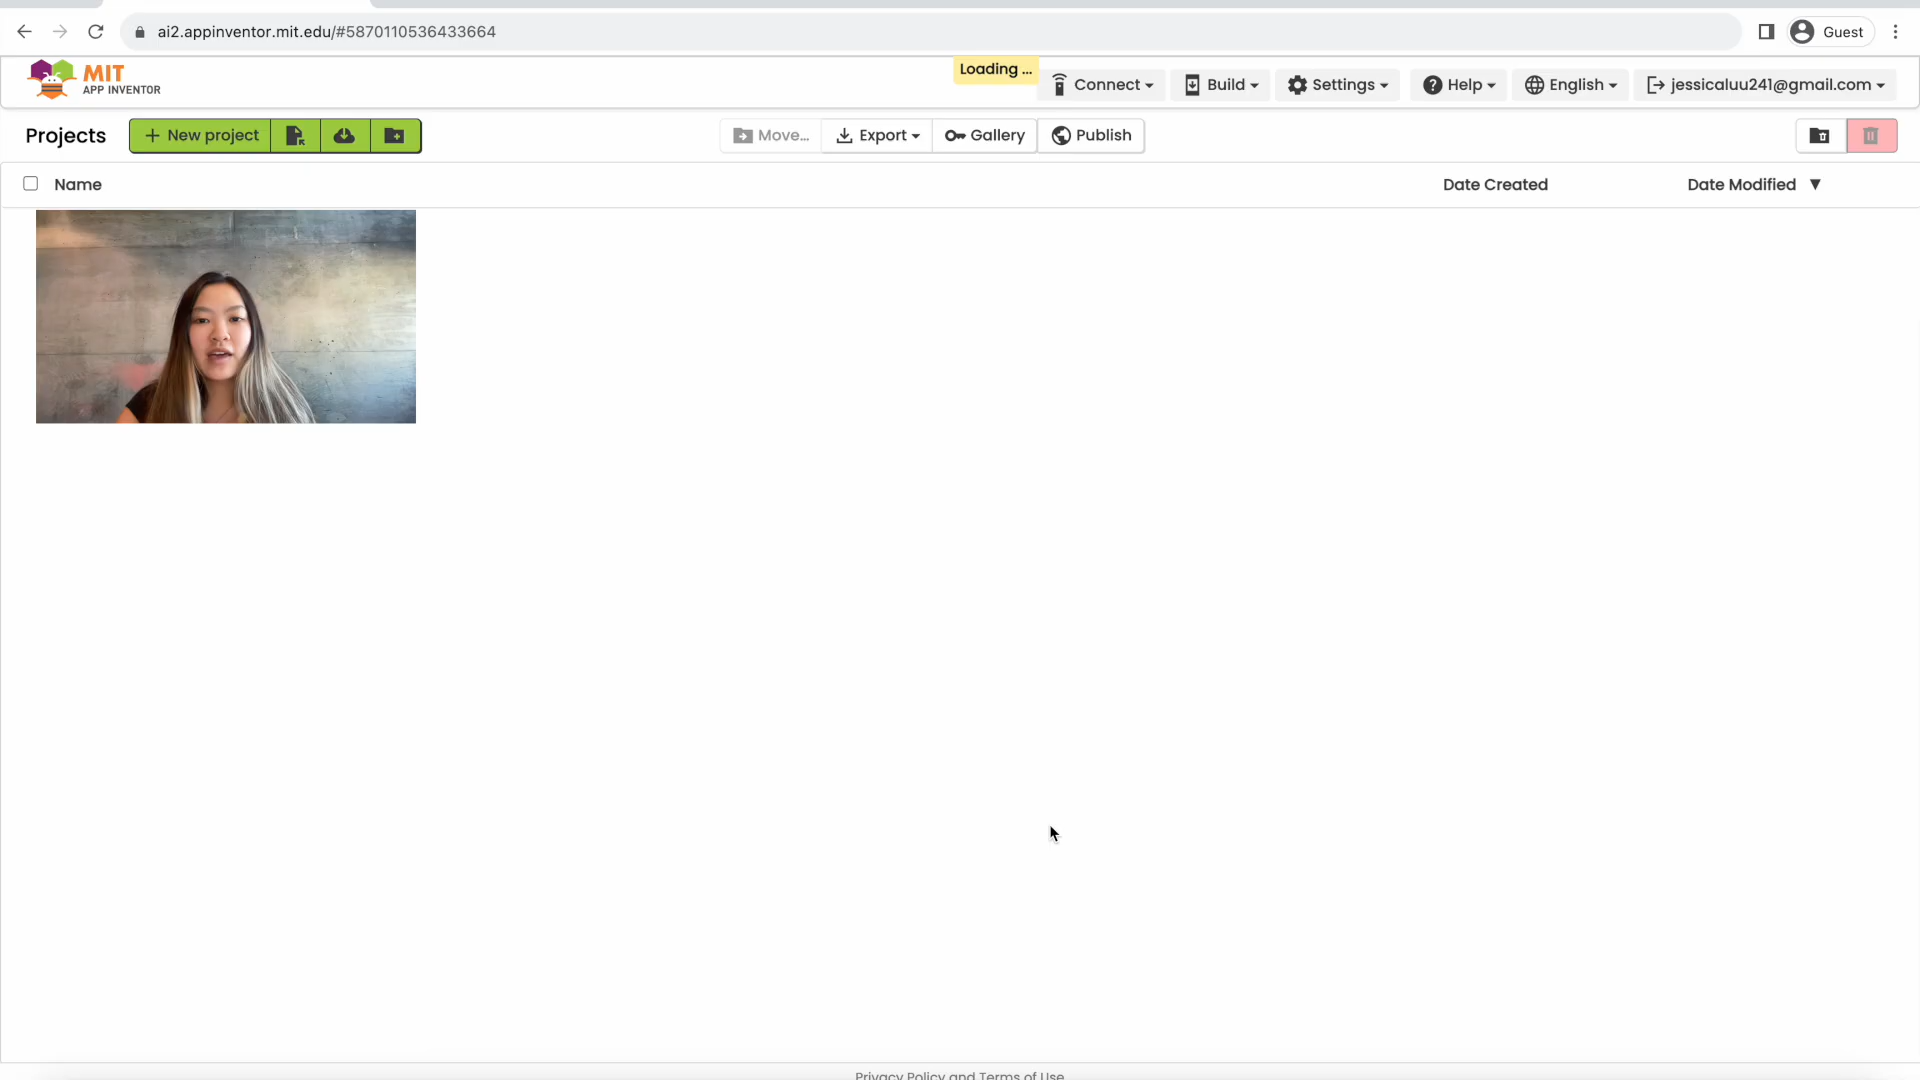 ai2.appinventor.mit.edu/#5870110536433664
Guest
MIT
APP INVENTOR
Loading ...
Connect
Build
Settings
Help
English
jessicaluu241@gmail.com
Projects
+ New project
Move...
Export
Gallery
Publish
Name
Date Created
Date Modified ▼
Privacy Policy and Terms of Use